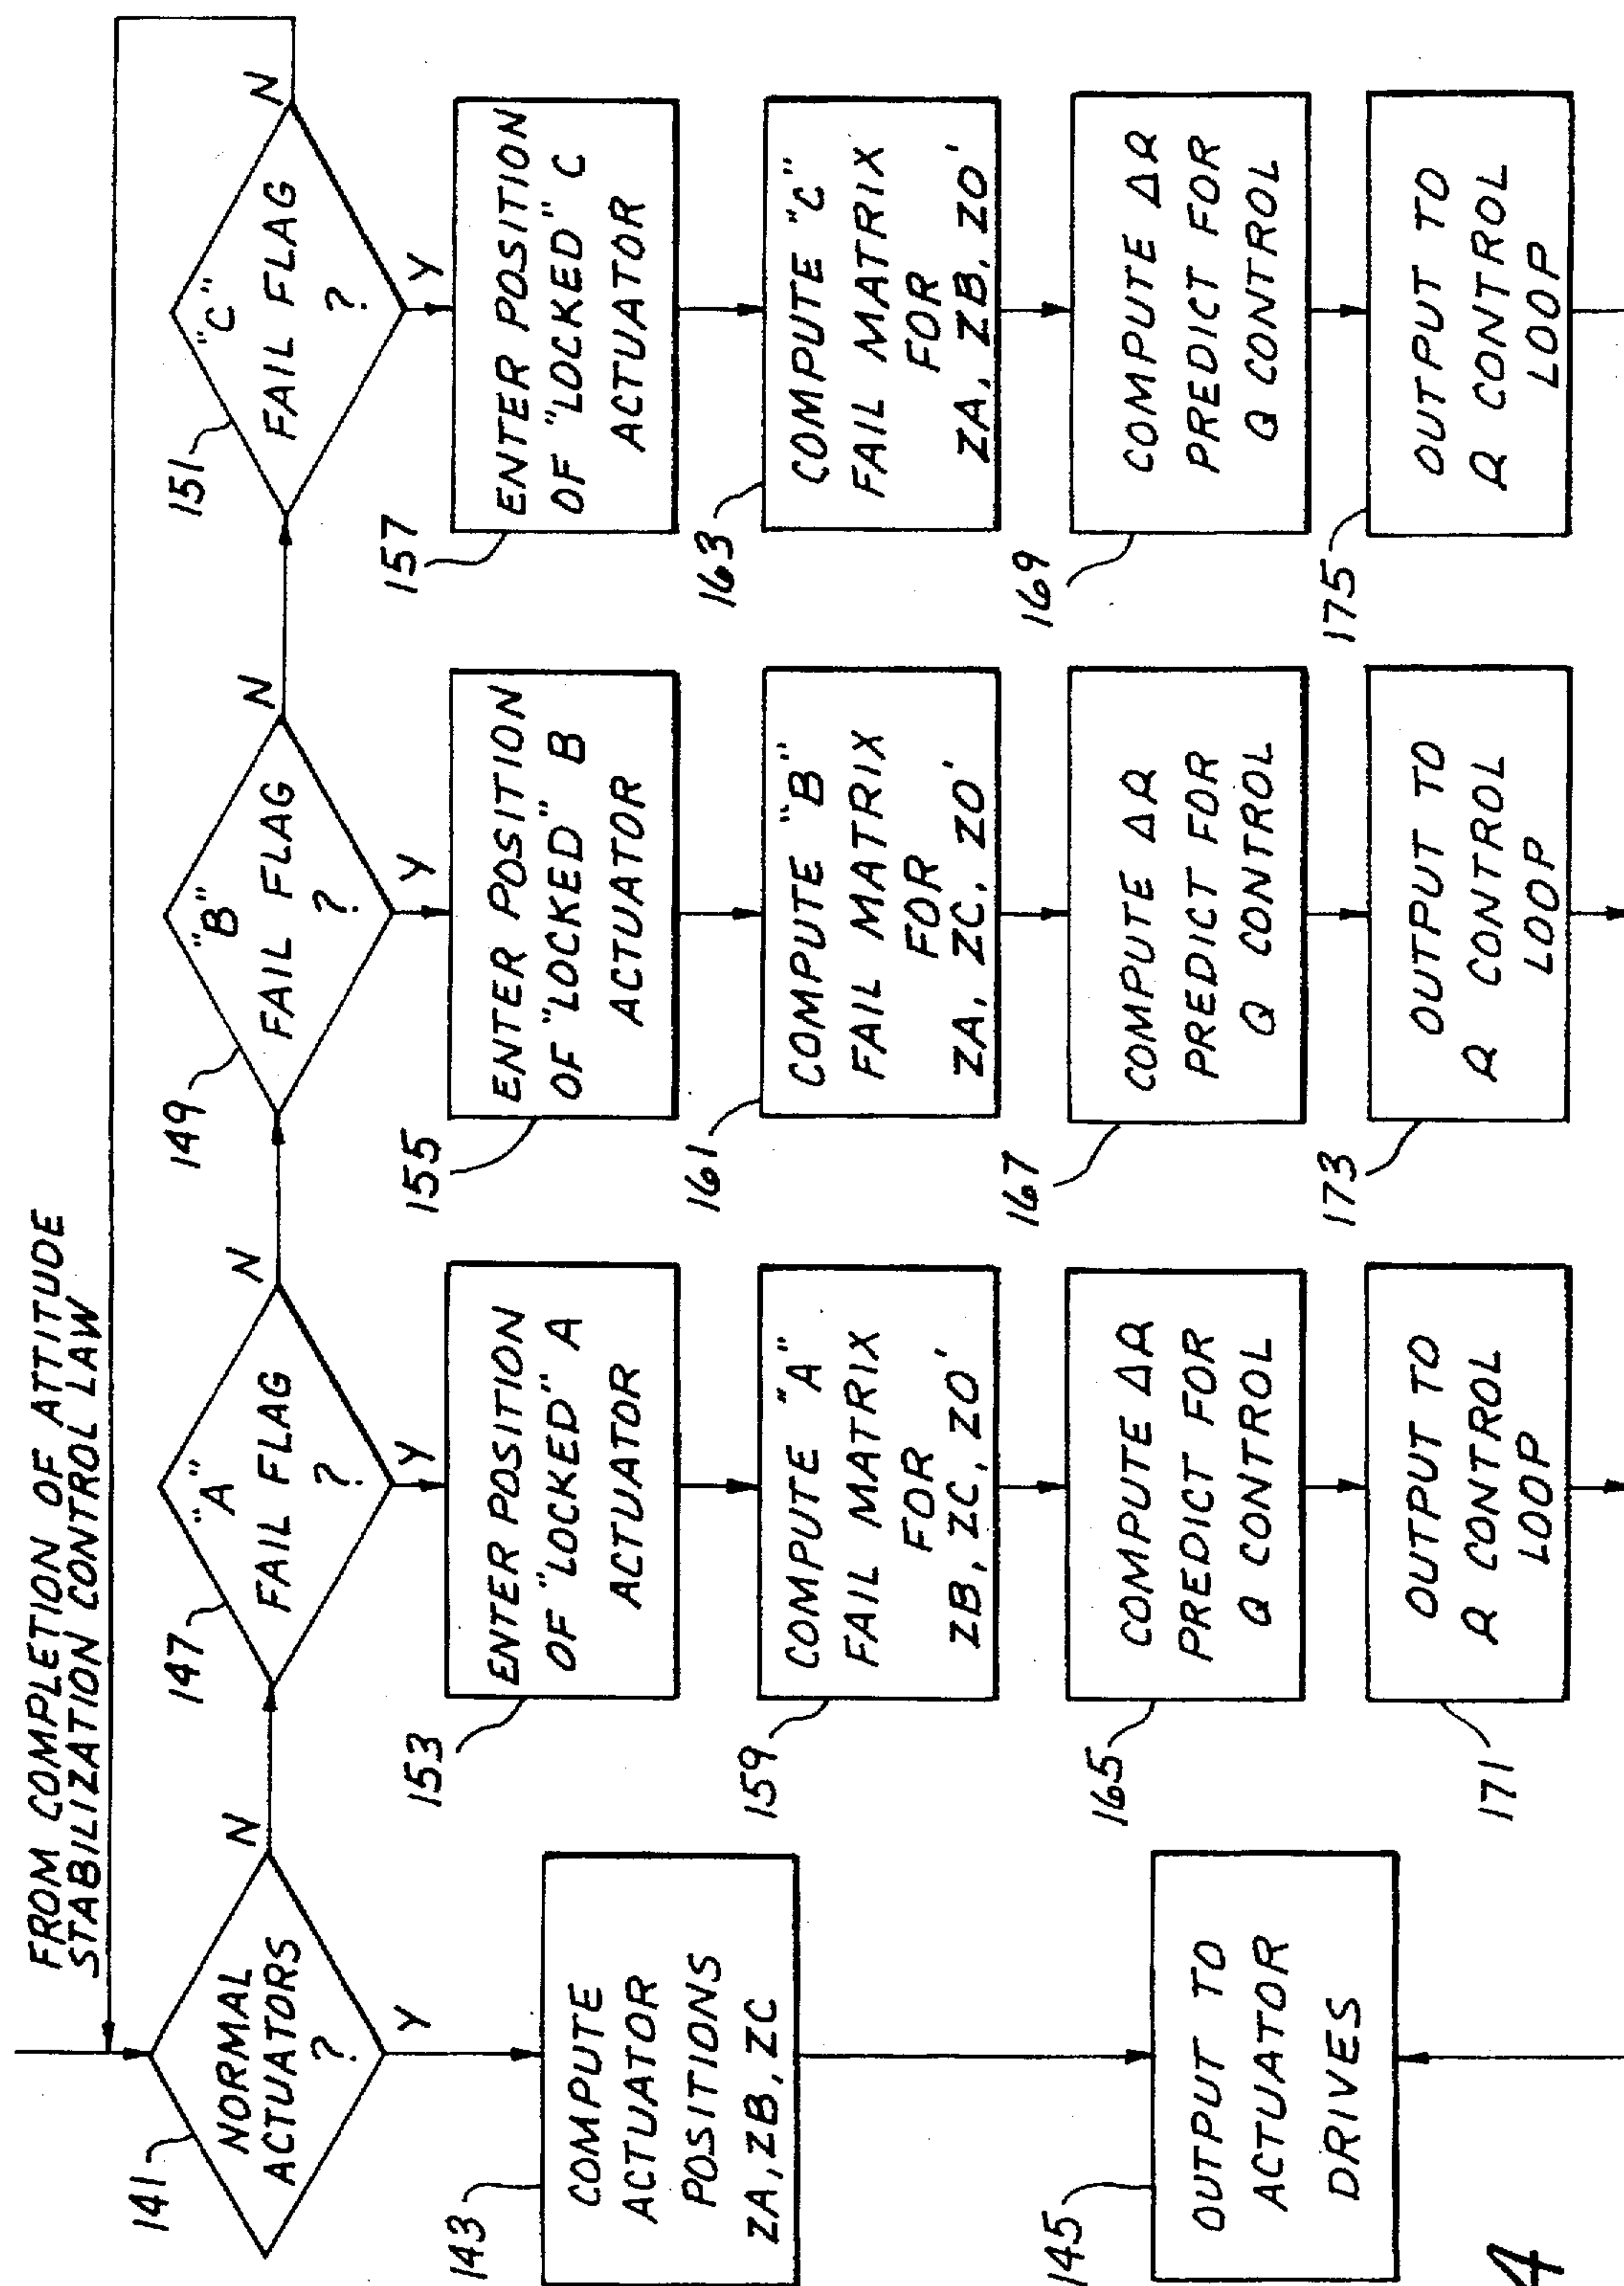 FROM COMPLETION OF ATTITUDE
STABILIZATION CONTROL LAW
141
NORMAL
ACTUATORS
?
N
Y
147
"A"
FAIL FLAG
?
N
Y
149
"B"
FAIL FLAG
?
N
Y
151
"C"
FAIL FLAG
?
N
Y
143
COMPUTE
ACTUATOR
POSITIONS
ZA, ZB, ZC
153
ENTER POSITION
OF "LOCKED" A
ACTUATOR
155
ENTER POSITION
OF "LOCKED" B
ACTUATOR
157
ENTER POSITION
OF "LOCKED" C
ACTUATOR
159
COMPUTE "A"
FAIL MATRIX
FOR
ZB, ZC, ZO'
161
COMPUTE "B"
FAIL MATRIX
FOR
ZA, ZC, ZO'
163
COMPUTE "C"
FAIL MATRIX
FOR
ZA, ZB, ZO'
145
OUTPUT TO
ACTUATOR
DRIVES
165
COMPUTE ΔΩ
PREDICT FOR
Q CONTROL
167
COMPUTE ΔΩ
PREDICT FOR
Q CONTROL
169
COMPUTE ΔΩ
PREDICT FOR
Q CONTROL
171
OUTPUT TO
Ω CONTROL
LOOP
173
OUTPUT TO
Ω CONTROL
LOOP
175
OUTPUT TO
Ω CONTROL
LOOP
4